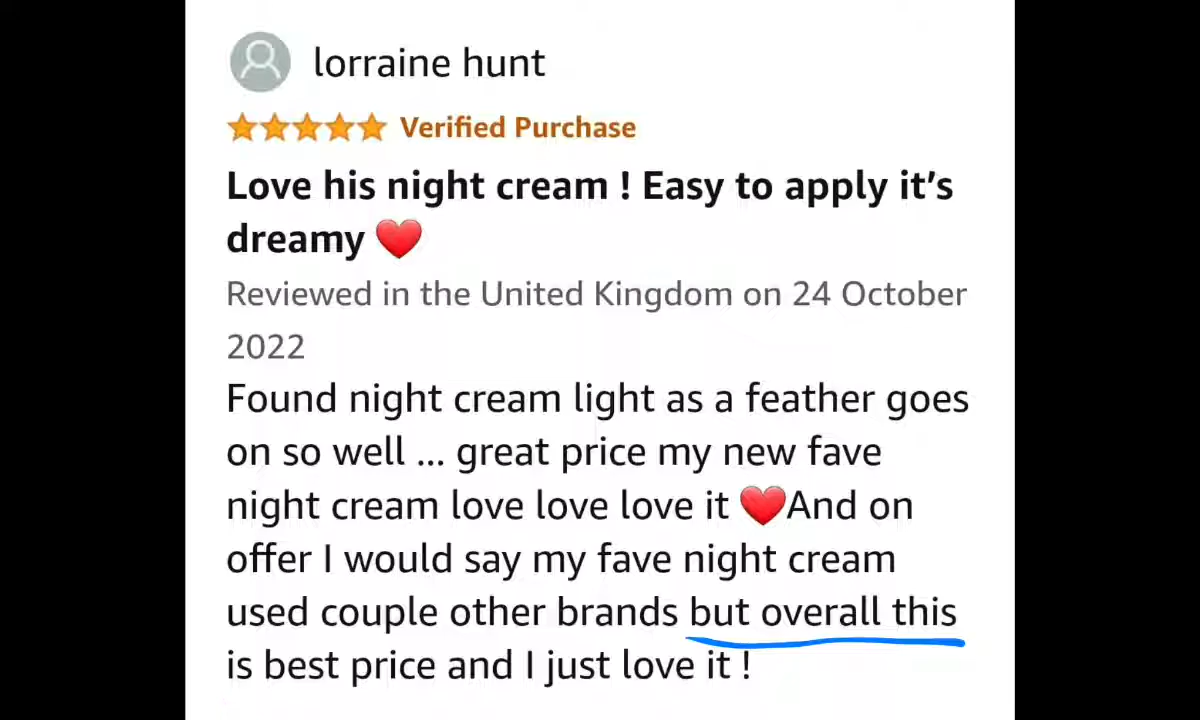 lorraine hunt
Verified Purchase
Love his night cream ! Easy to apply it’s
dreamy ❤️
Reviewed in the United Kingdom on 24 October
2022
Found night cream light as a feather goes
on so well ... great price my new fave
night cream love love love it ❤️And on
offer I would say my fave night cream
used couple other brands but overall this
is best price and I just love it !